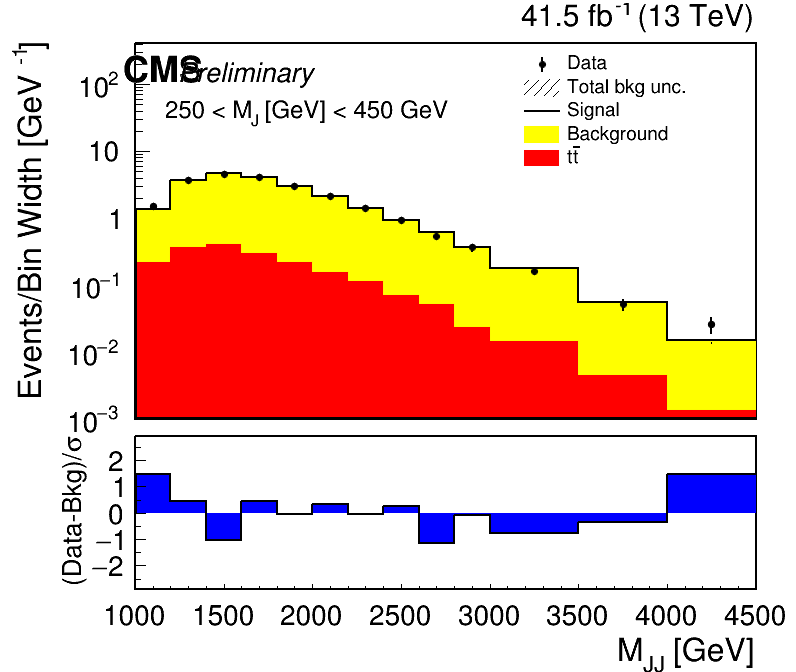 41.5 fb⁻¹ (13 TeV)
CMS Preliminary
250 < M_J [GeV] < 450 GeV
Data
Total bkg unc.
Signal
Background
tt̄
Events/Bin Width [GeV⁻¹]
10²
10
1
10⁻¹
10⁻²
10⁻³
(Data-Bkg)/σ
2
1
0
−1
−2
1000 1500 2000 2500 3000 3500 4000 4500
M_JJ [GeV]